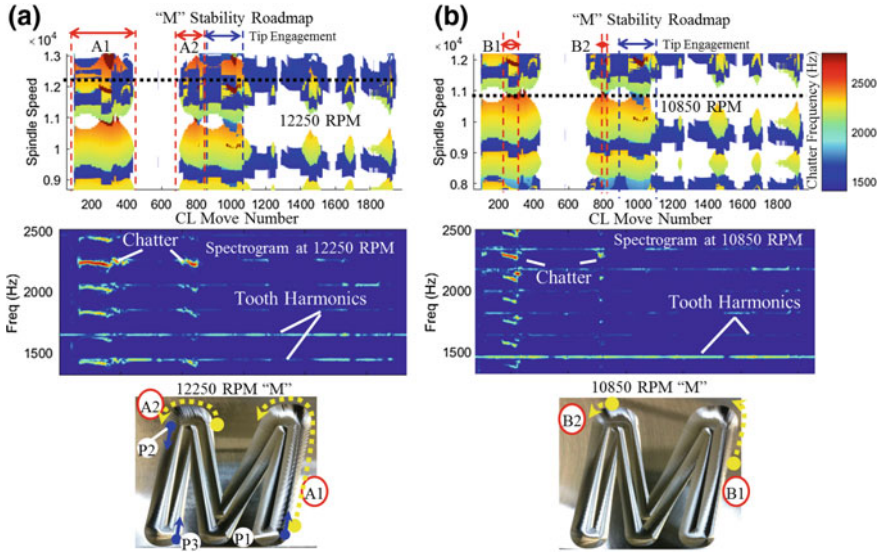 (a)
"M" Stability Roadmap
× 10⁴
A1
A2
Tip Engagement
1.3
1.2
1.1
1
0.9
Spindle Speed
12250 RPM
200 400 600 800 1000 1200 1400 1600 1800
CL Move Number
2500
2000
1500
Freq (Hz)
Chatter
Spectrogram at 12250 RPM
Tooth Harmonics
12250 RPM "M"
A2
P2
A1
P3
P1
(b)
"M" Stability Roadmap
× 10⁴
B1
B2
Tip Engagement
1.2
1.1
1
0.9
0.8
Spindle Speed
10850 RPM
200 400 600 800 1000 1200 1400 1600 1800
CL Move Number
Chatter Frequency (Hz)
2500
2000
1500
2500
2000
1500
Freq (Hz)
Spectrogram at 10850 RPM
Chatter
Tooth Harmonics
10850 RPM "M"
B2
B1